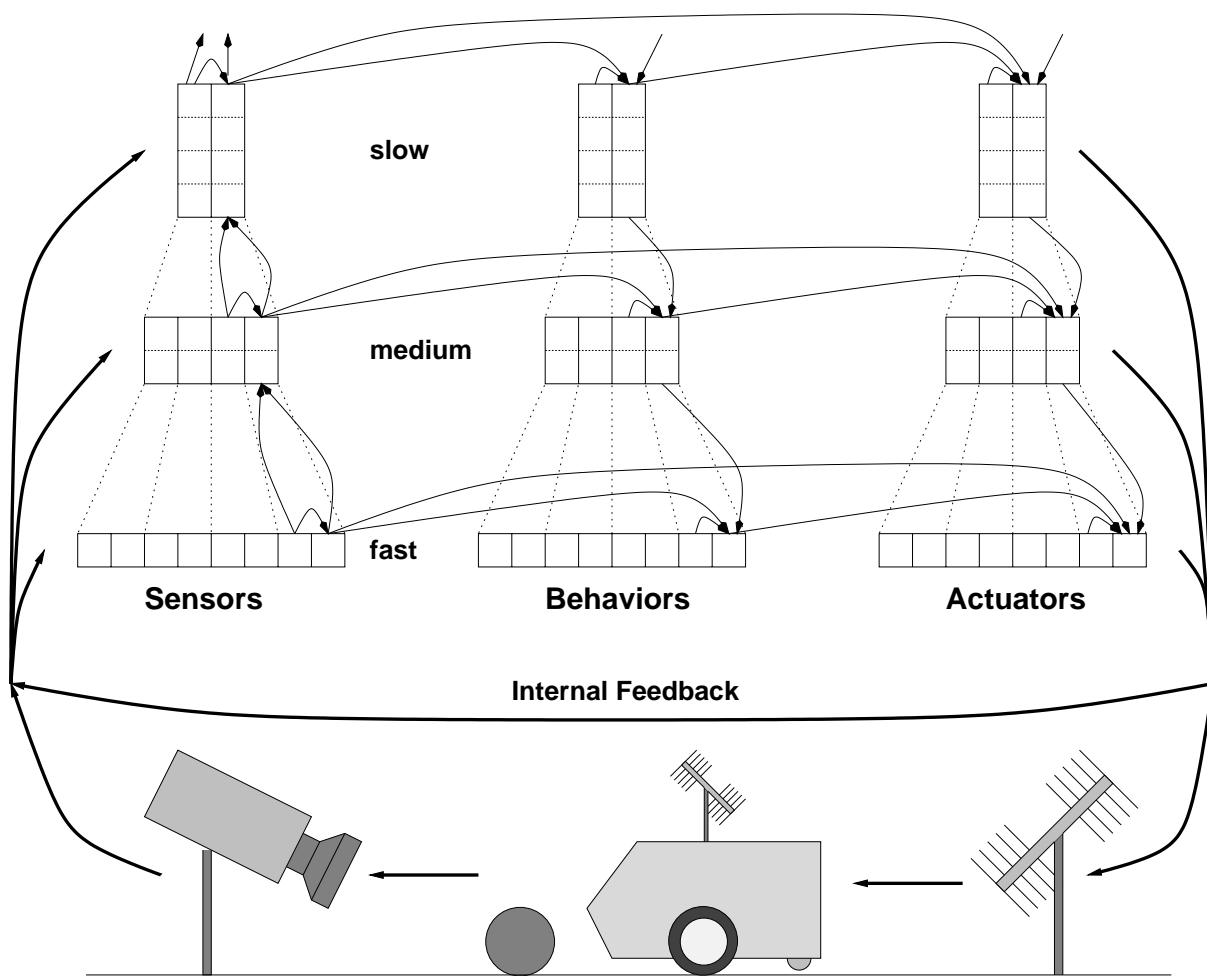 slow
medium
fast
Sensors
Behaviors
Actuators
Internal Feedback